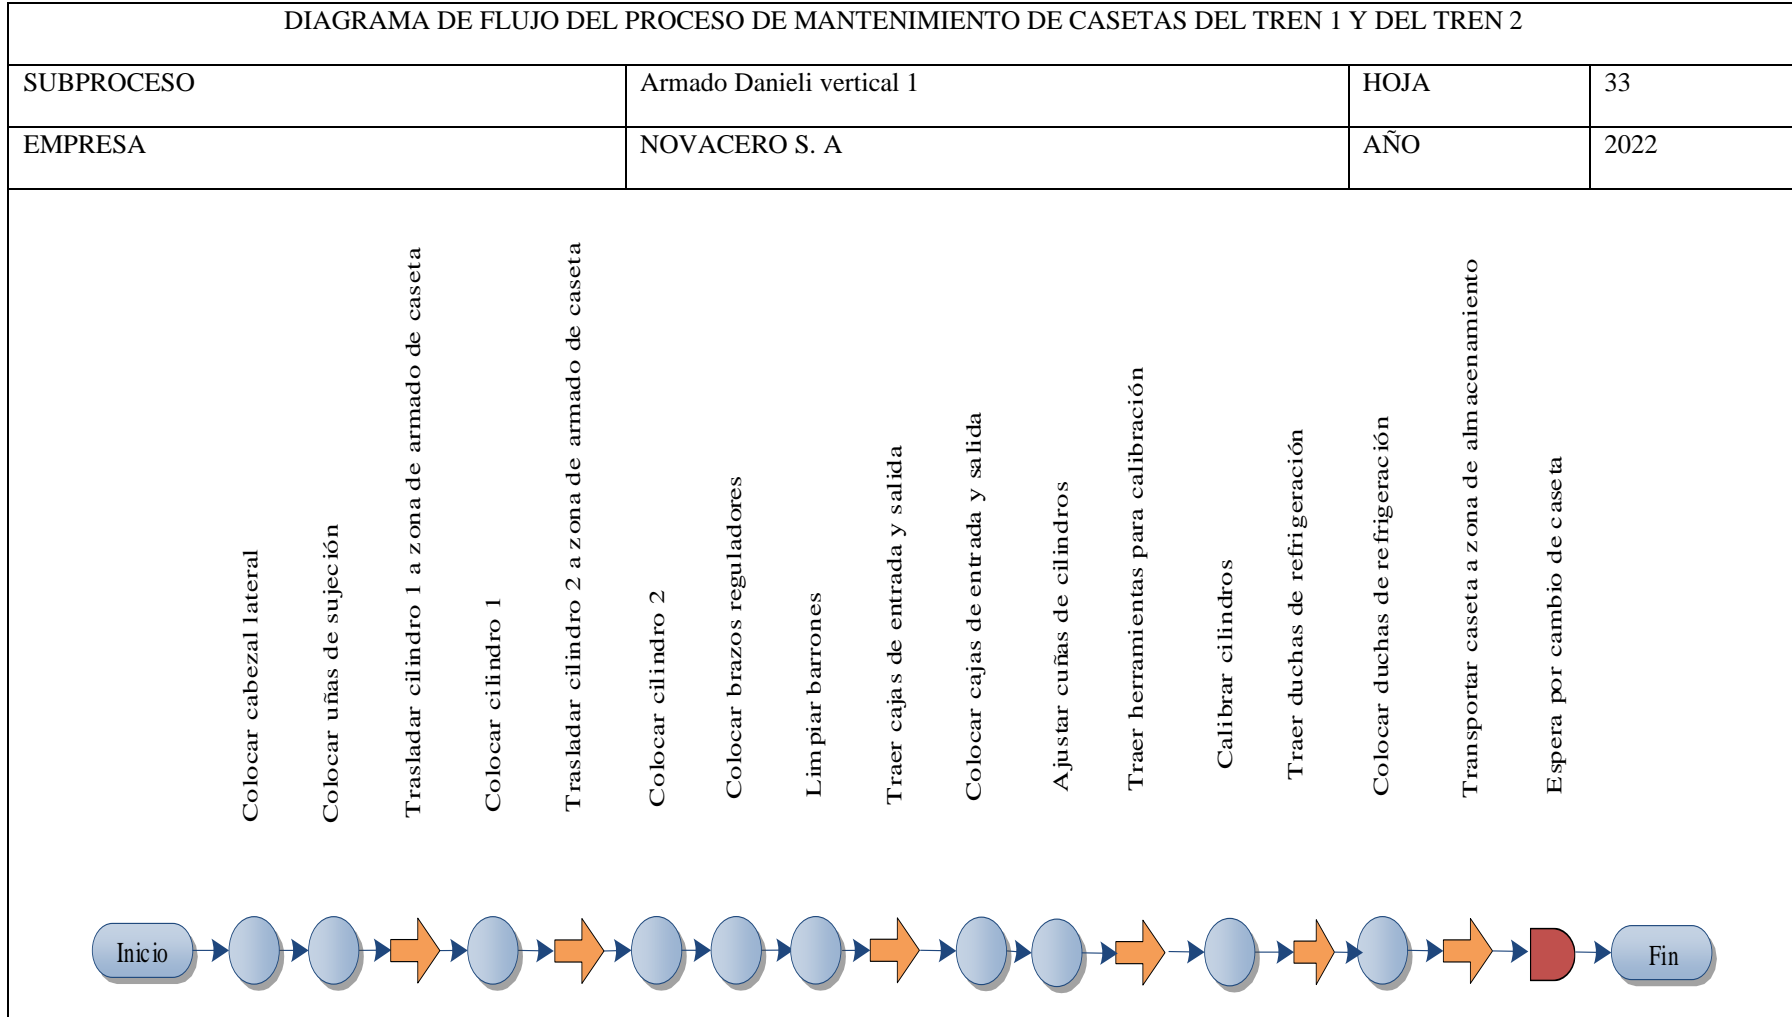 DIAGRAMA DE FLUJO DEL PROCESO DE MANTENIMIENTO DE CASETAS DEL TREN 1 Y DEL TREN 2
SUBPROCESO
Armado Danieli vertical 1
HOJA
33
EMPRESA
NOVACERO S. A
AÑO
2022
Colocar cabezal lateral
Colocar uñas de sujeción
Trasladar cilindro 1 a zona de armado de caseta
Colocar cilindro 1
Trasladar cilindro 2 a zona de armado de caseta
Colocar cilindro 2
Colocar brazos reguladores
Limpiar barrones
Traer cajas de entrada y salida
Colocar cajas de entrada y salida
Ajustar cuñas de cilindros
Traer herramientas para calibración
Calibrar cilindros
Traer duchas de refrigeración
Colocar duchas de refrigeración
Transportar caseta a zona de almacenamiento
Espera por cambio de caseta
Inicio
Fin